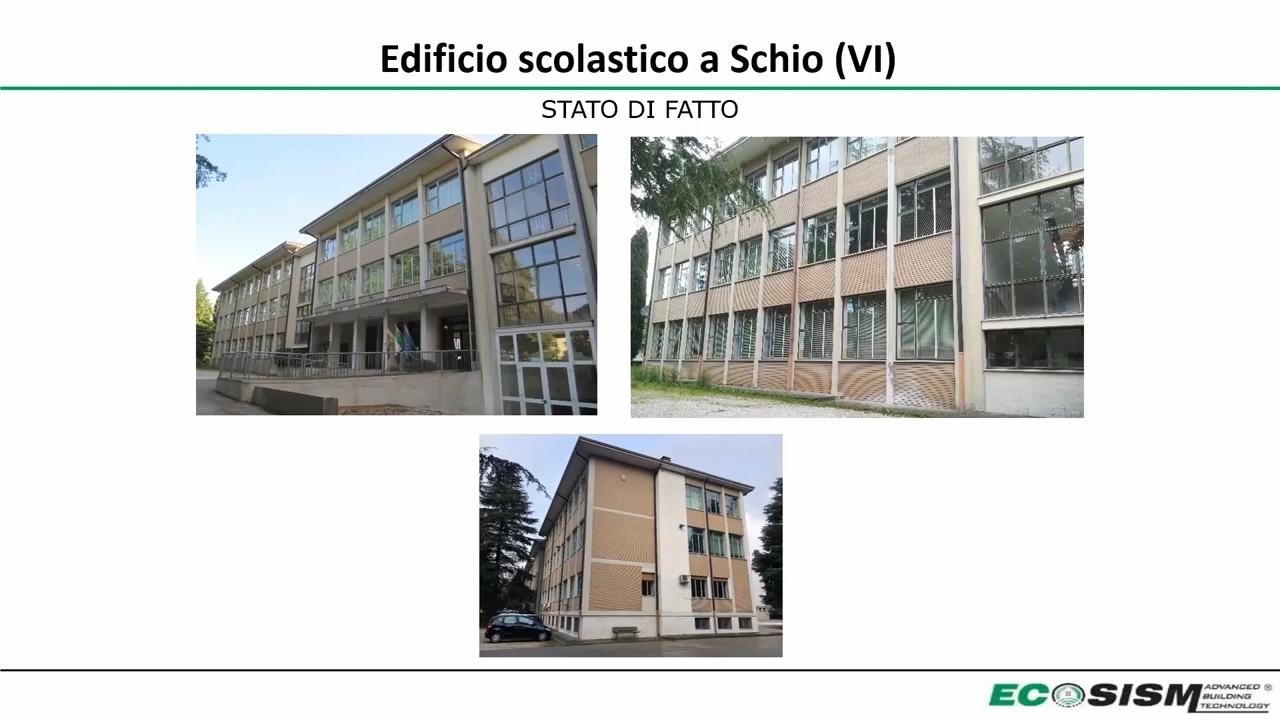 Edificio scolastico a Schio (VI)
STATO DI FATTO
ECOSISM ADVANCED ®
BUILDING
TECHNOLOGY